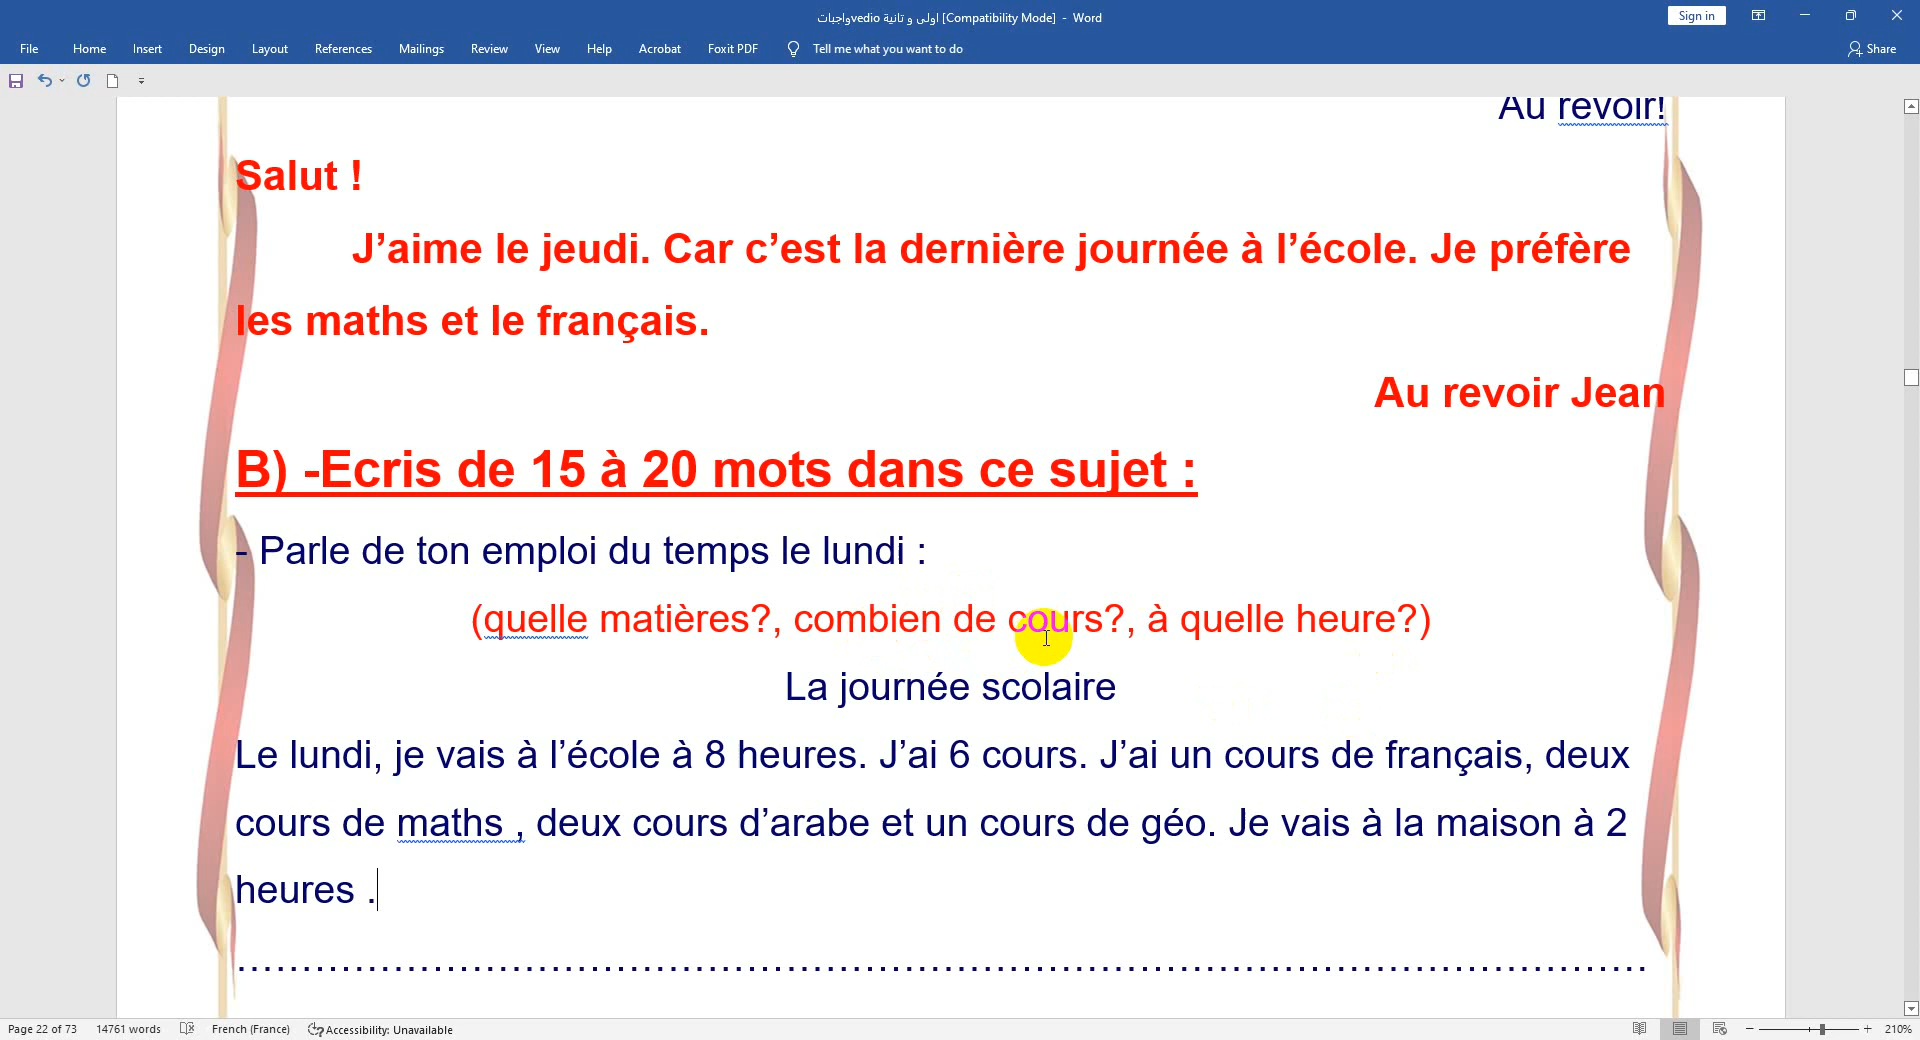 واجبات vedio اولى و تانية [Compatibility Mode] - Word
Sign in
File Home Insert Design Layout References Mailings Review View Help Acrobat Foxit PDF Tell me what you want to do Share
Au revoir!
Salut !
J’aime le jeudi. Car c’est la dernière journée à l’école. Je préfère
les maths et le français.
Au revoir Jean
B) -Ecris de 15 à 20 mots dans ce sujet :
- Parle de ton emploi du temps le lundi :
(quelle matières?, combien de cours?, à quelle heure?)
La journée scolaire
Le lundi, je vais à l’école à 8 heures. J’ai 6 cours. J’ai un cours de français, deux
cours de maths , deux cours d’arabe et un cours de géo. Je vais à la maison à 2
heures .
Page 22 of 73 14761 words French (France) Accessibility: Unavailable 210%